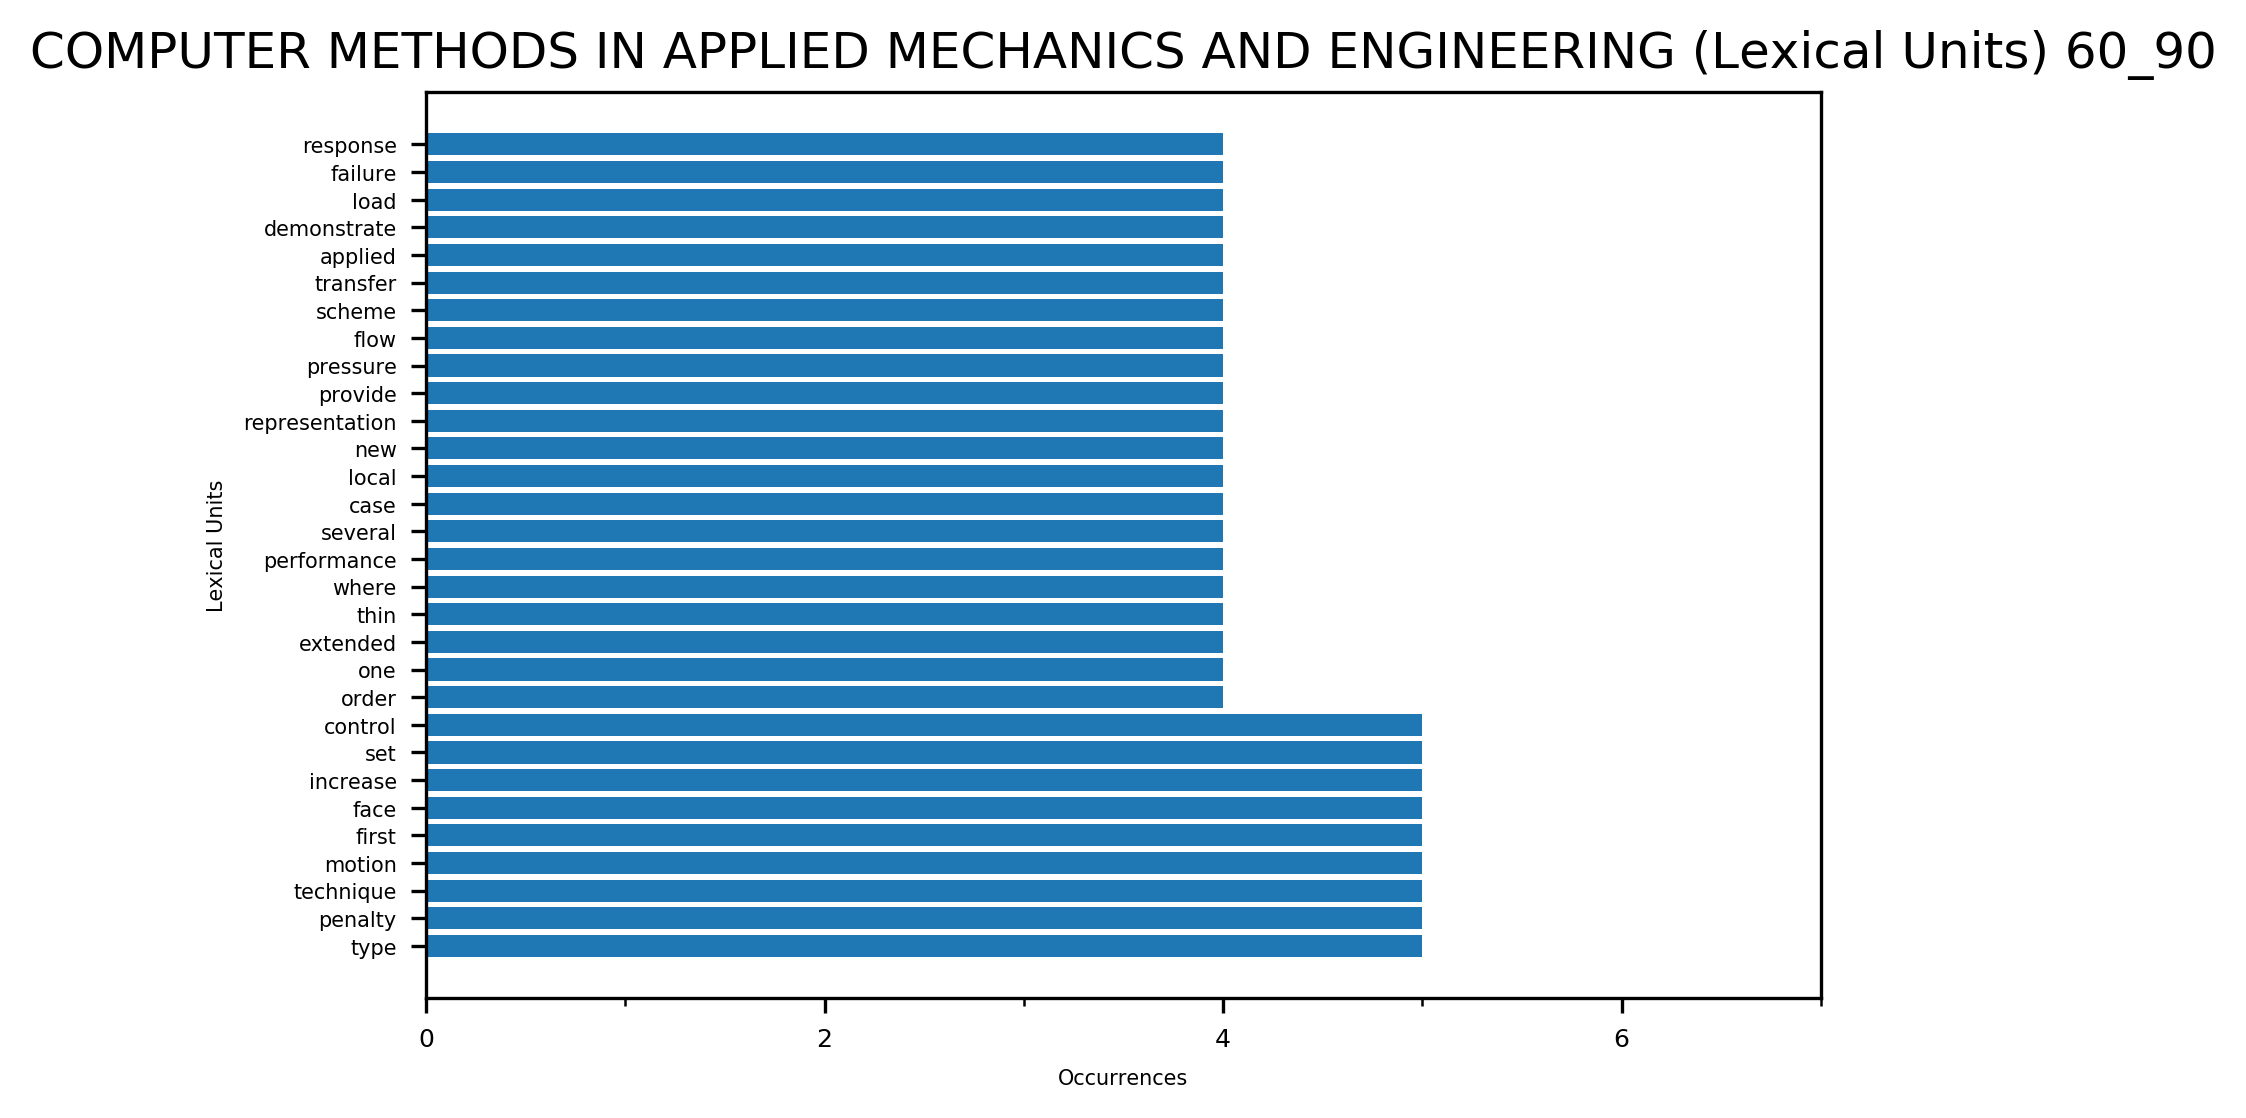 COMPUTER METHODS IN APPLIED MECHANICS AND ENGINEERING (Lexical Units) 60_90
response
failure
load
demonstrate
applied
transfer
scheme
flow
pressure
provide
representation
new
local
case
several
performance
where
thin
extended
one
order
control
set
increase
face
first
motion
technique
penalty
type
Lexical Units
0 2 4 6
Occurrences